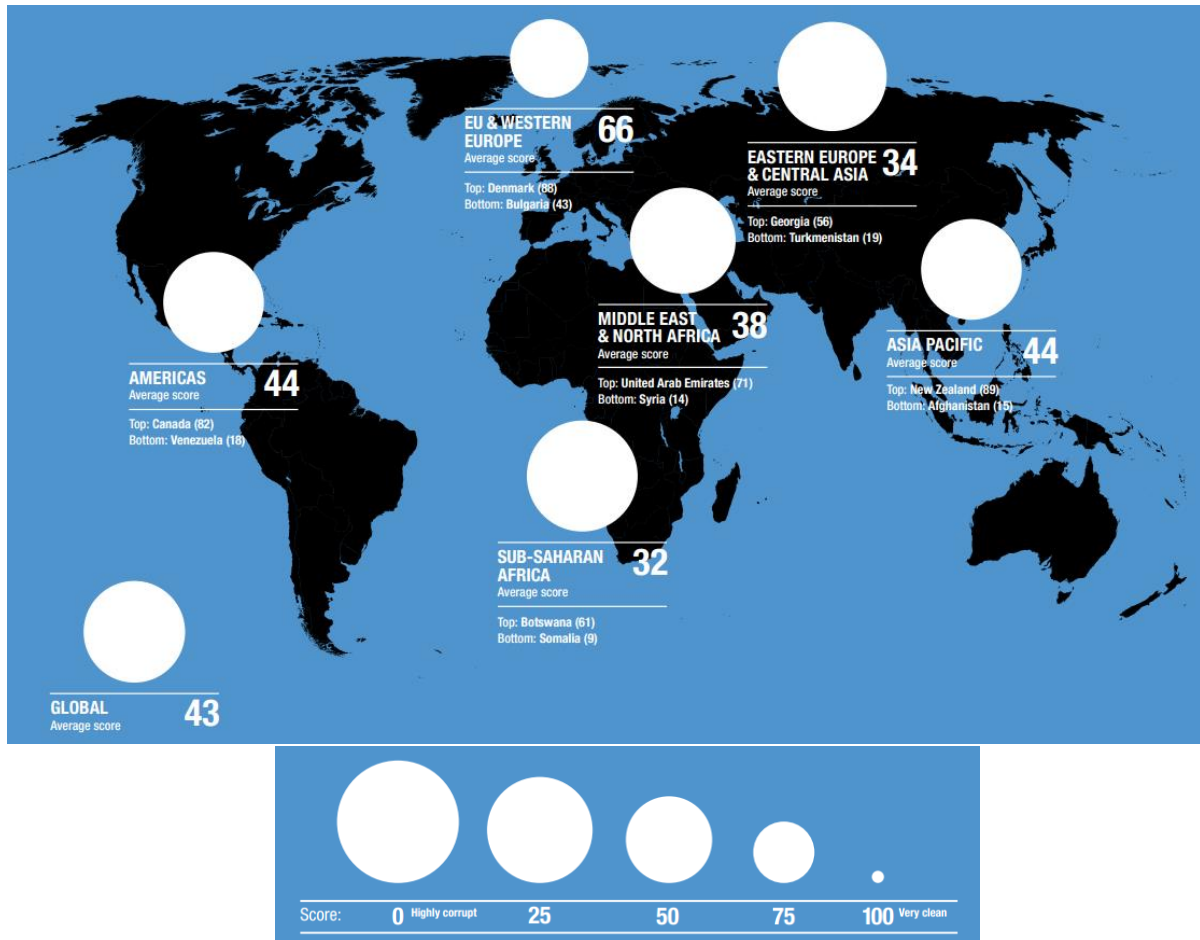 EU & WESTERN
EUROPE
66
Average score
Top: Denmark (88)
Bottom: Bulgaria (43)
EASTERN EUROPE
& CENTRAL ASIA
34
Average score
Top: Georgia (56)
Bottom: Turkmenistan (19)
MIDDLE EAST
& NORTH AFRICA
38
Average score
Top: United Arab Emirates (71)
Bottom: Syria (14)
ASIA PACIFIC
44
Average score
Top: New Zealand (89)
Bottom: Afghanistan (15)
AMERICAS
44
Average score
Top: Canada (82)
Bottom: Venezuela (18)
SUB-SAHARAN
AFRICA
32
Average score
Top: Botswana (61)
Bottom: Somalia (9)
GLOBAL
43
Average score
Score: 0 Highly corrupt 25 50 75 100 Very clean